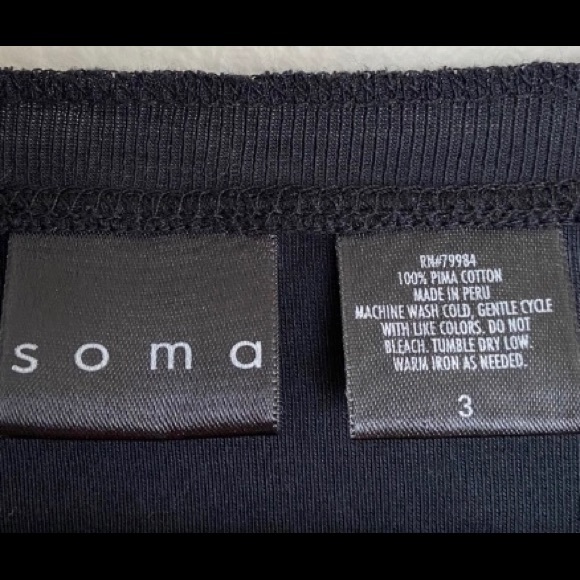 soma
RN#79984
100% PIMA COTTON
MADE IN PERU
MACHINE WASH COLD, GENTLE CYCLE
WITH LIKE COLORS. DO NOT
BLEACH. TUMBLE DRY LOW.
WARM IRON AS NEEDED.
3